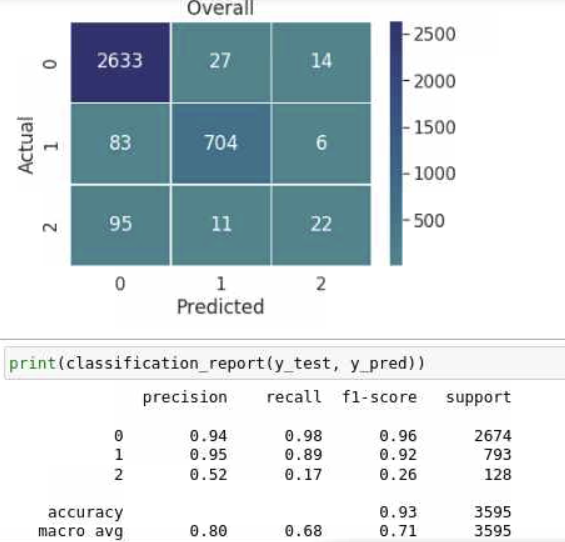 Overall
0 2633 27 14
1 83 704 6
2 95 11 22
0 1 2
Predicted
Actual
2500
2000
1500
1000
500
print(classification_report(y_test, y_pred))
precision recall f1-score support
0 0.94 0.98 0.96 2674
1 0.95 0.89 0.92 793
2 0.52 0.17 0.26 128
accuracy 0.93 3595
macro avg 0.80 0.68 0.71 3595